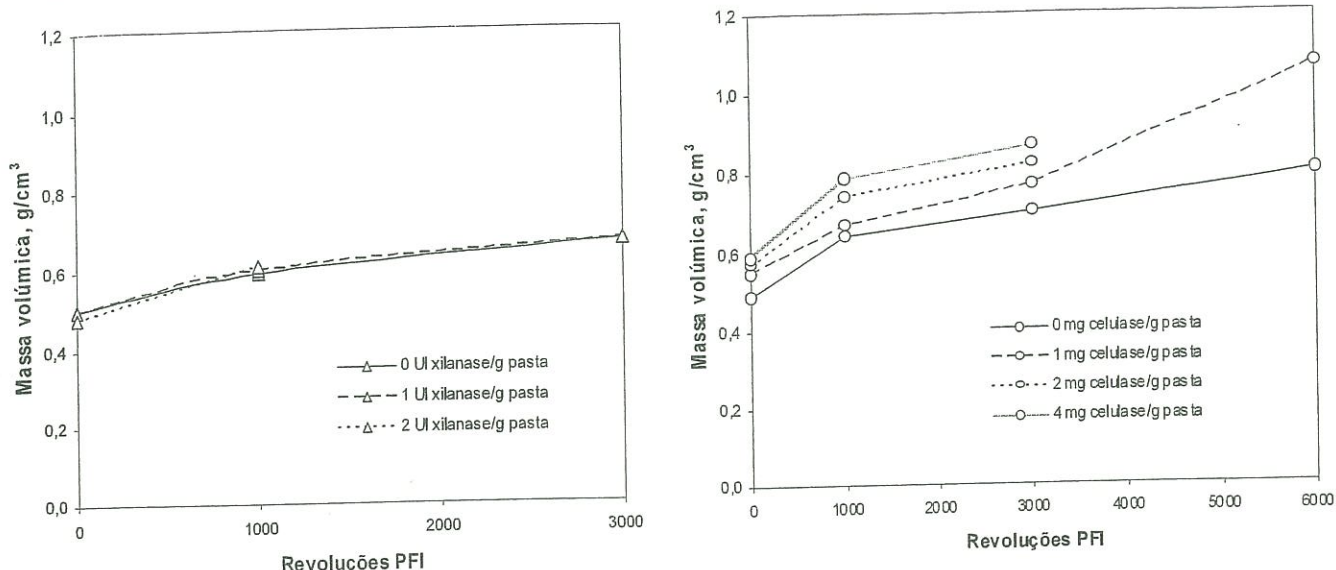 1,2
1,0
0,8
0,6
0,4
0,2
0,0
Massa volúmica, g/cm³
0 UI xilanase/g pasta
1 UI xilanase/g pasta
2 UI xilanase/g pasta
0 1000 2000 3000
Revoluções PFI
1,2
1,0
0,8
0,6
0,4
0,2
0,0
Massa volúmica, g/cm³
0 mg celulase/g pasta
1 mg celulase/g pasta
2 mg celulase/g pasta
4 mg celulase/g pasta
0 1000 2000 3000 4000 5000 6000
Revoluções PFI